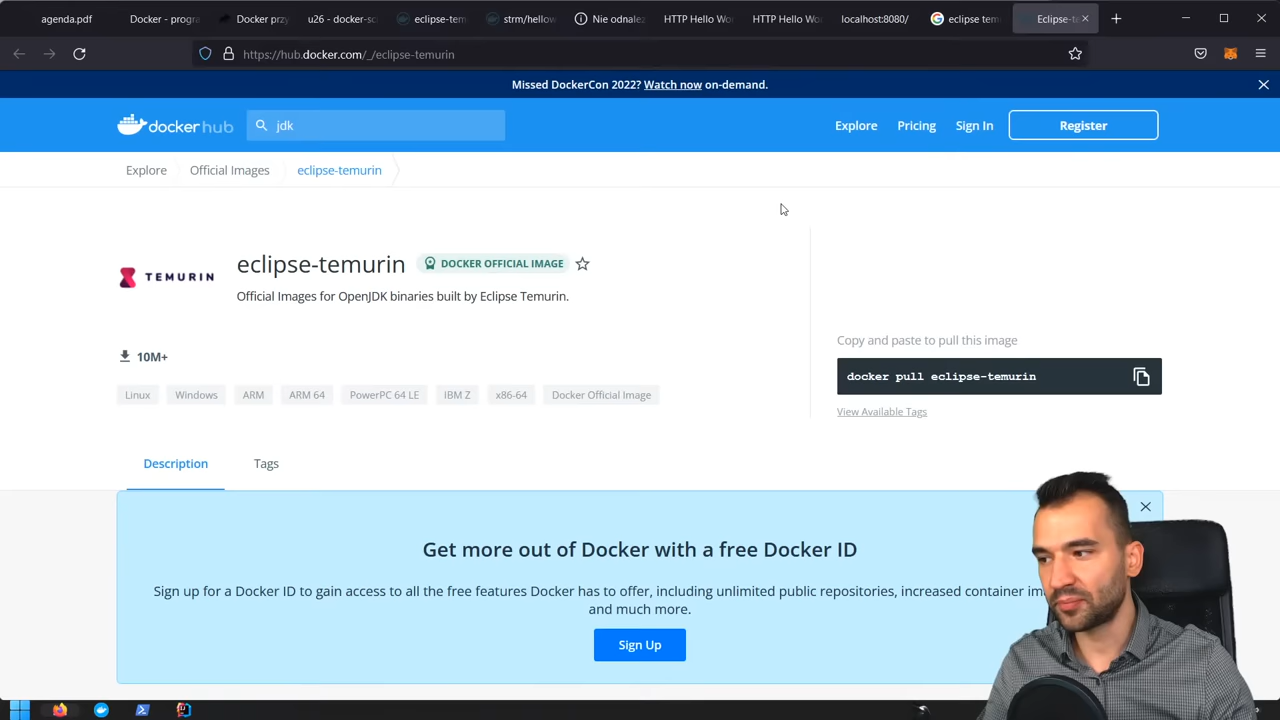 agenda.pdf
Docker - progra
Docker przy
u26 - docker-sc
eclipse-tem
strm/hellow
Nie odnalez
HTTP Hello Wo
HTTP Hello Wo
localhost:8080/
eclipse tem
Eclipse-t
https://hub.docker.com/_/eclipse-temurin
Missed DockerCon 2022? Watch now on-demand.
docker hub
jdk
Explore
Pricing
Sign In
Register
Explore
Official Images
eclipse-temurin
TEMURIN
eclipse-temurin
DOCKER OFFICIAL IMAGE
Official Images for OpenJDK binaries built by Eclipse Temurin.
10M+
Copy and paste to pull this image
docker pull eclipse-temurin
View Available Tags
Linux
Windows
ARM
ARM 64
PowerPC 64 LE
IBM Z
x86-64
Docker Official Image
Description
Tags
Get more out of Docker with a free Docker ID
Sign up for a Docker ID to gain access to all the free features Docker has to offer, including unlimited public repositories, increased container im
and much more.
Sign Up